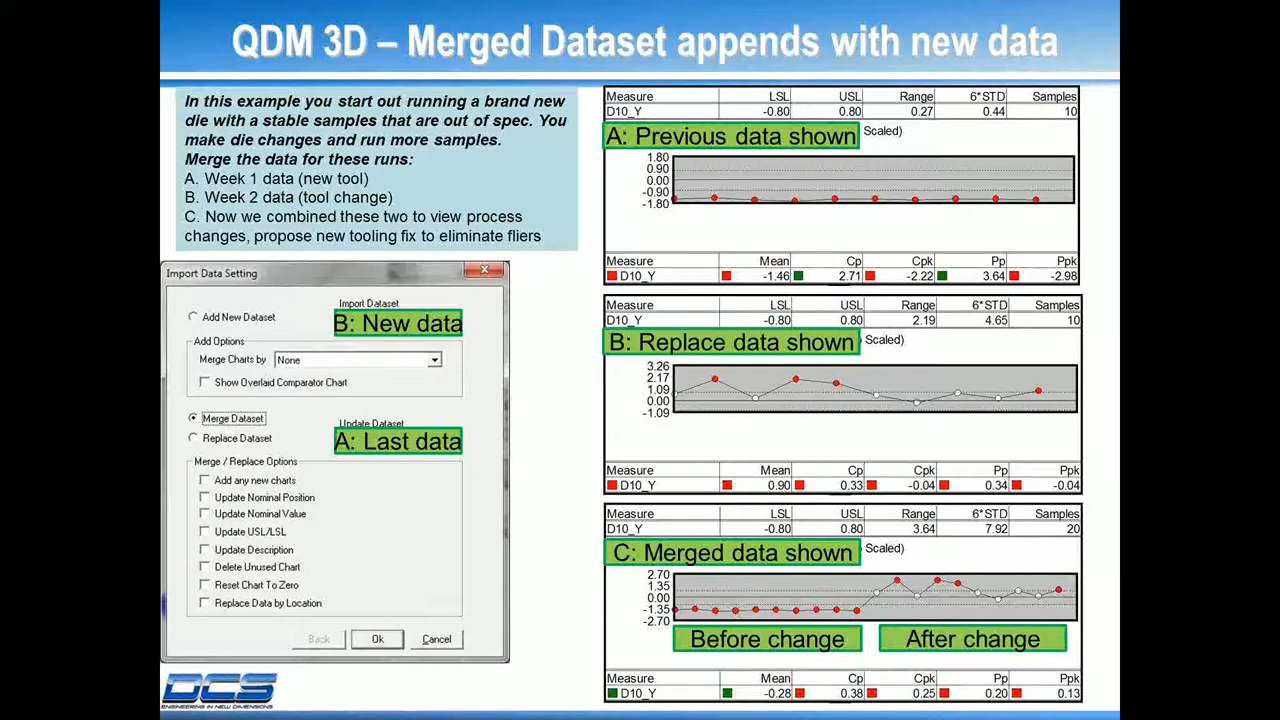 QDM 3D – Merged Dataset appends with new data
In this example you start out running a brand new
die with a stable samples that are out of spec. You
make die changes and run more samples.
Merge the data for these runs:
A. Week 1 data (new tool)
B. Week 2 data (tool change)
C. Now we combined these two to view process
changes, propose new tooling fix to eliminate fliers
Import Data Setting
Import Dataset
Add New Dataset
B: New data
Add Options
Merge Charts by None
Show Overlaid Comparator Chart
Merge Dataset
Update Dataset
Replace Dataset
A: Last data
Merge / Replace Options
Add any new charts
Update Nominal Position
Update Nominal Value
Update USL/LSL
Update Description
Delete Unused Chart
Reset Chart To Zero
Replace Data by Location
Back Ok Cancel
DCS
ENGINEERING IN NEW DIMENSIONS
Measure LSL USL Range 6*STD Samples
D10_Y -0.80 0.80 0.27 0.44 10
A: Previous data shown Scaled)
1.80
0.90
0.00
-0.90
-1.80
Measure Mean Cp Cpk Pp Ppk
D10_Y -1.46 2.71 -2.22 3.64 -2.98
Measure LSL USL Range 6*STD Samples
D10_Y -0.80 0.80 2.19 4.65 10
B: Replace data shown Scaled)
3.26
2.17
1.09
0.00
-1.09
Measure Mean Cp Cpk Pp Ppk
D10_Y 0.90 0.33 -0.04 0.34 -0.04
Measure LSL USL Range 6*STD Samples
D10_Y -0.80 0.80 3.64 7.92 20
C: Merged data shown Scaled)
2.70
1.35
0.00
-1.35
-2.70
Before change After change
Measure Mean Cp Cpk Pp Ppk
D10_Y -0.28 0.38 0.25 0.20 0.13